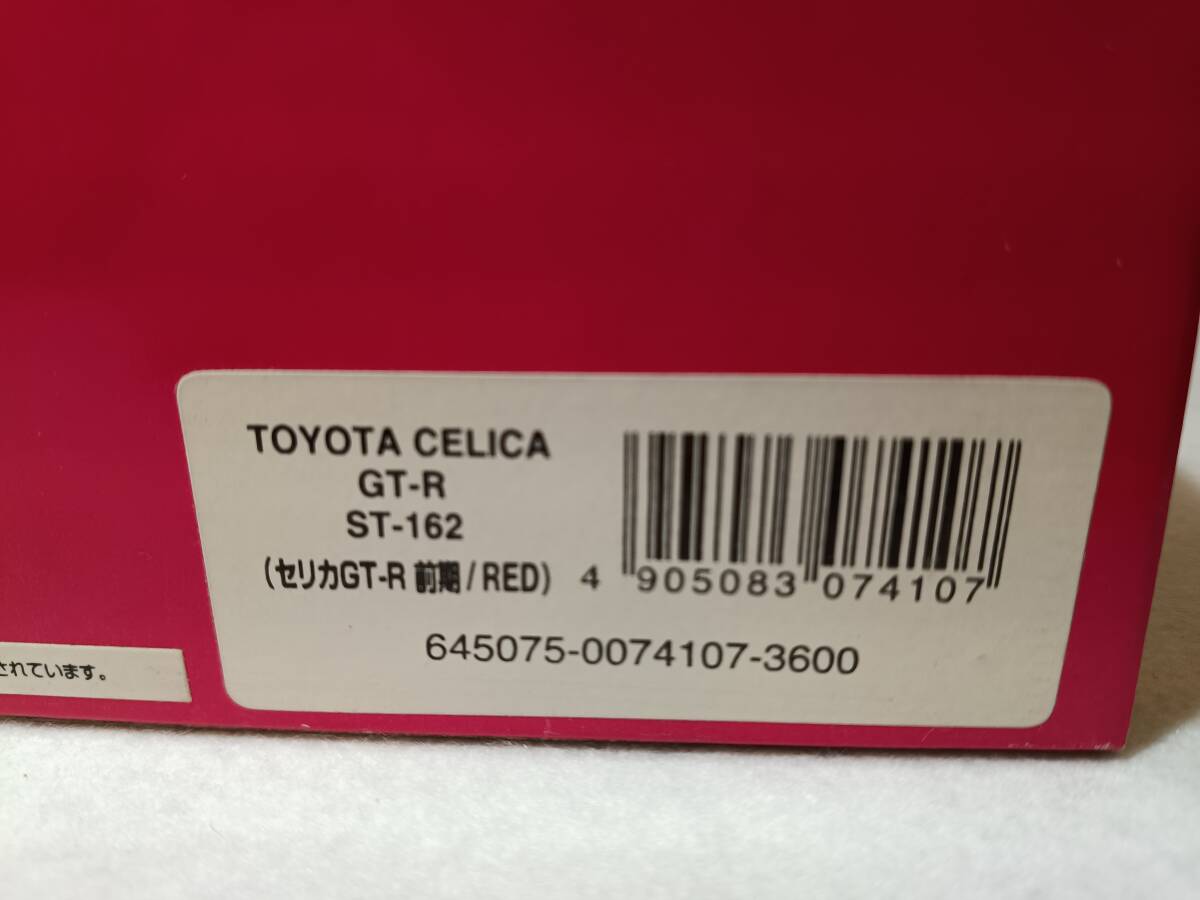 TOYOTA CELICA
GT-R
ST-162
(セリカGT-R 前期/RED)
4 905083 074107
645075-0074107-3600
されています。